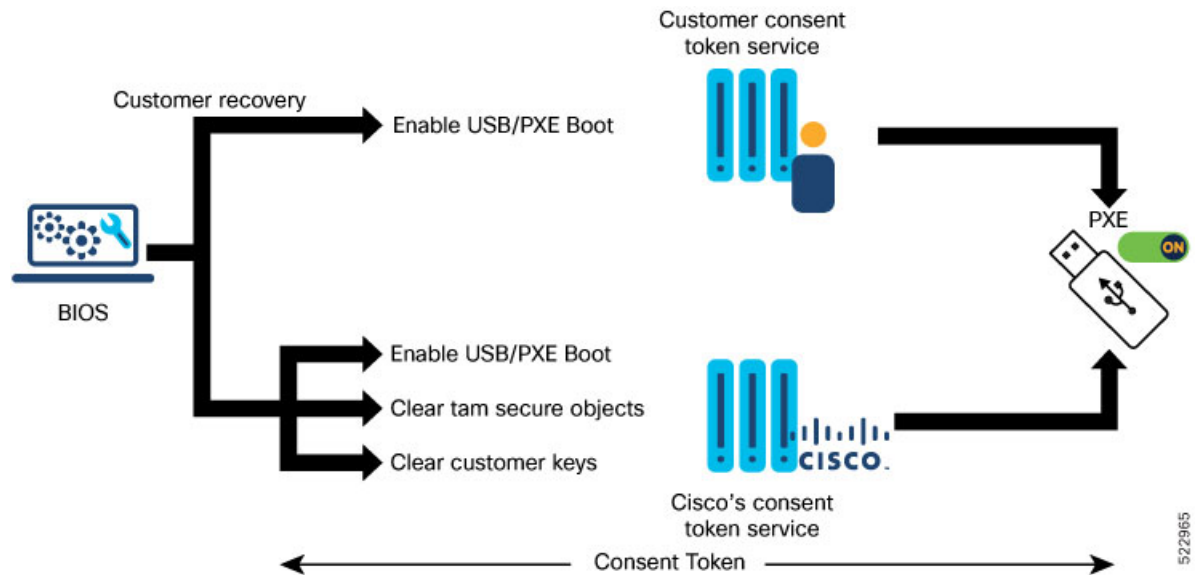 Customer consent
token service
Customer recovery
Enable USB/PXE Boot
PXE
ON
BIOS
Enable USB/PXE Boot
Clear tam secure objects
Clear customer keys
CISCO.
Cisco's consent
token service
Consent Token
522965